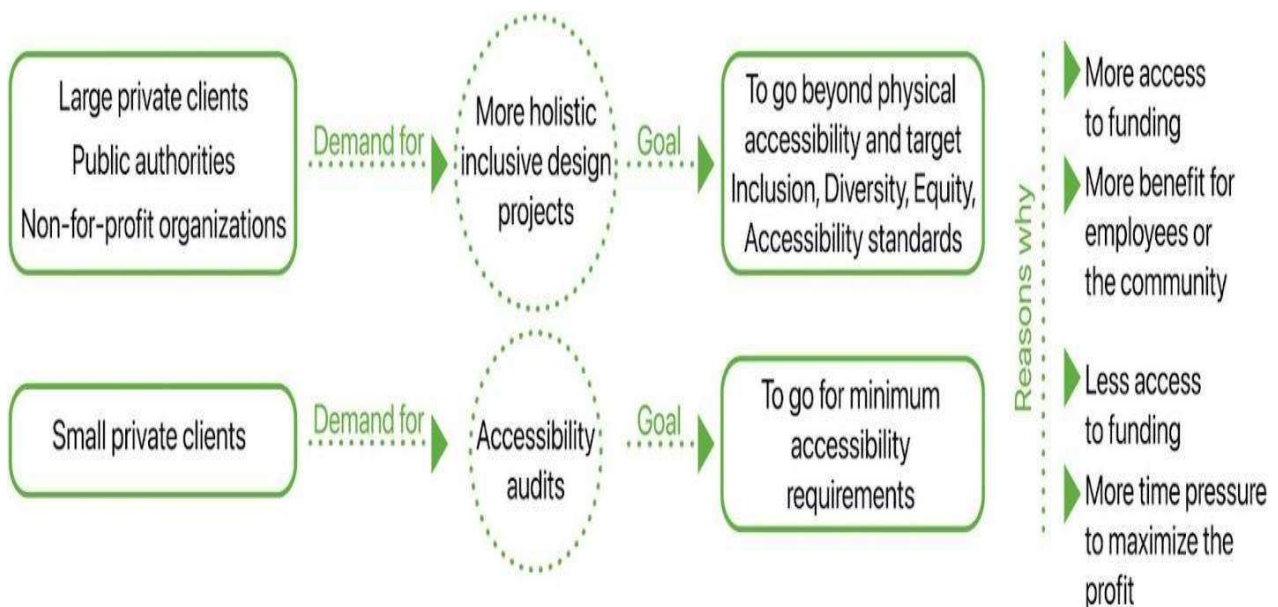 Large private clients
Public authorities
Non-for-profit organizations
Demand for
More holistic
inclusive design
projects
Goal
To go beyond physical
accessibility and target
Inclusion, Diversity, Equity,
Accessibility standards
Small private clients
Demand for
Accessibility
audits
Goal
To go for minimum
accessibility
requirements
Reasons why
More access
to funding
More benefit for
employees or
the community
Less access
to funding
More time pressure
to maximize the
profit